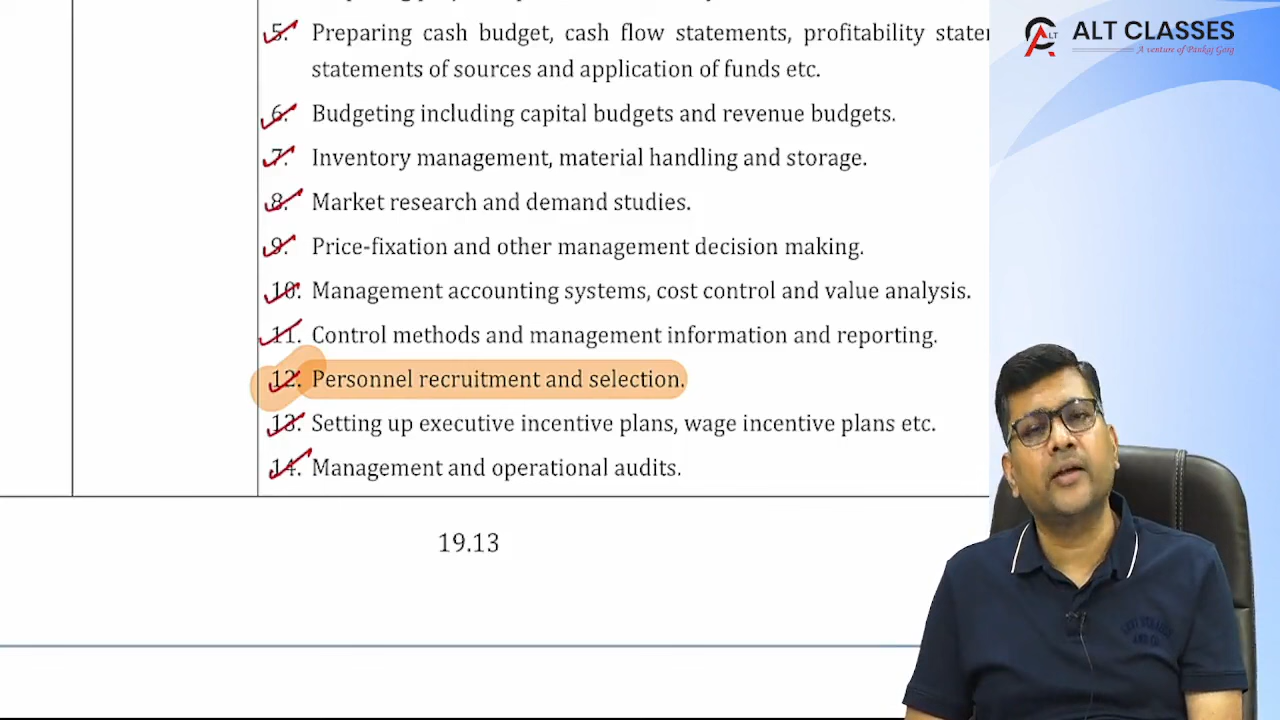 5. Preparing cash budget, cash flow statements, profitability
statements of sources and application of funds etc.
6. Budgeting including capital budgets and revenue budgets.
7. Inventory management, material handling and storage.
8. Market research and demand studies.
9. Price-fixation and other management decision making.
10. Management accounting systems, cost control and value analysis.
11. Control methods and management information and reporting.
12. Personnel recruitment and selection.
13. Setting up executive incentive plans, wage incentive plans etc.
14. Management and operational audits.
19.13
ALT
ALT CLASSES
A venture of Pankaj Garg